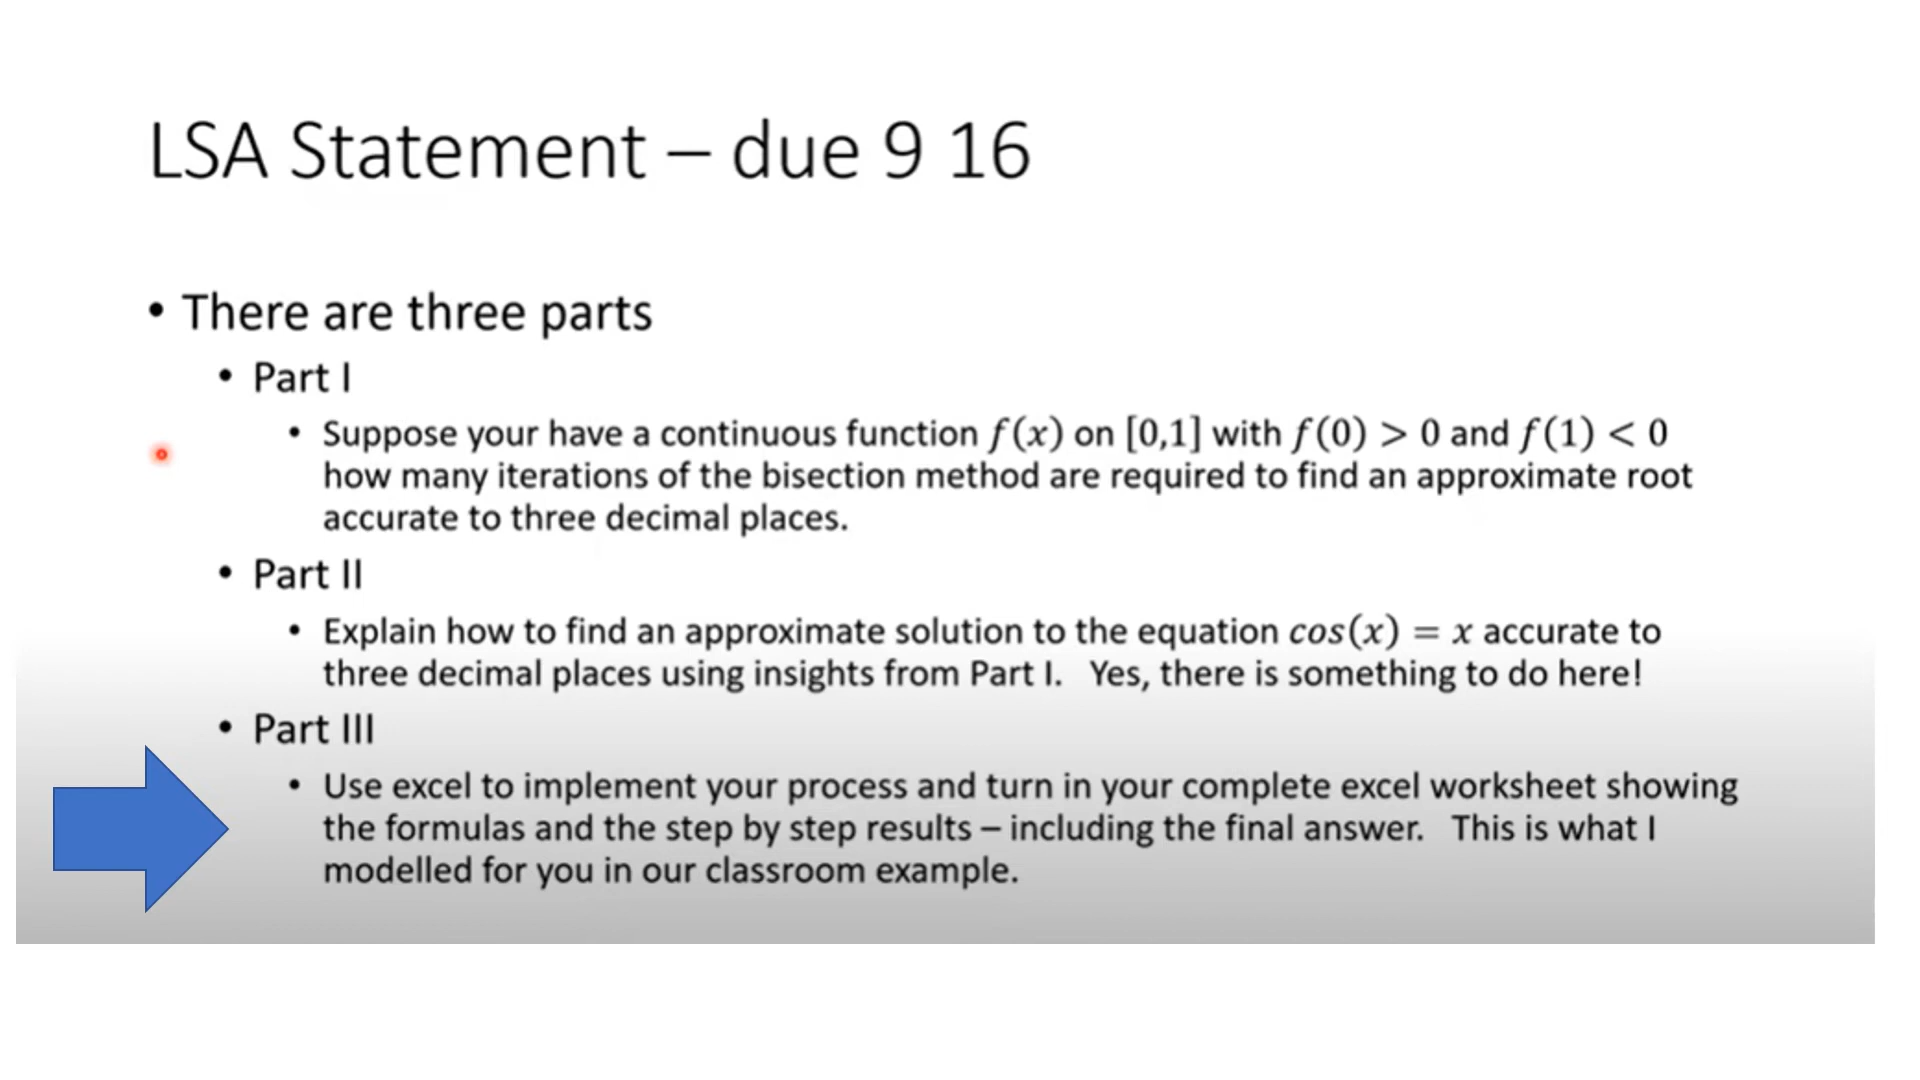 LSA Statement – due 9 16
• There are three parts
• Part I
• Suppose your have a continuous function f(x) on [0,1] with f(0) > 0 and f(1) < 0
how many iterations of the bisection method are required to find an approximate root
accurate to three decimal places.
• Part II
• Explain how to find an approximate solution to the equation cos(x) = x accurate to
three decimal places using insights from Part I. Yes, there is something to do here!
• Part III
• Use excel to implement your process and turn in your complete excel worksheet showing
the formulas and the step by step results – including the final answer. This is what I
modelled for you in our classroom example.